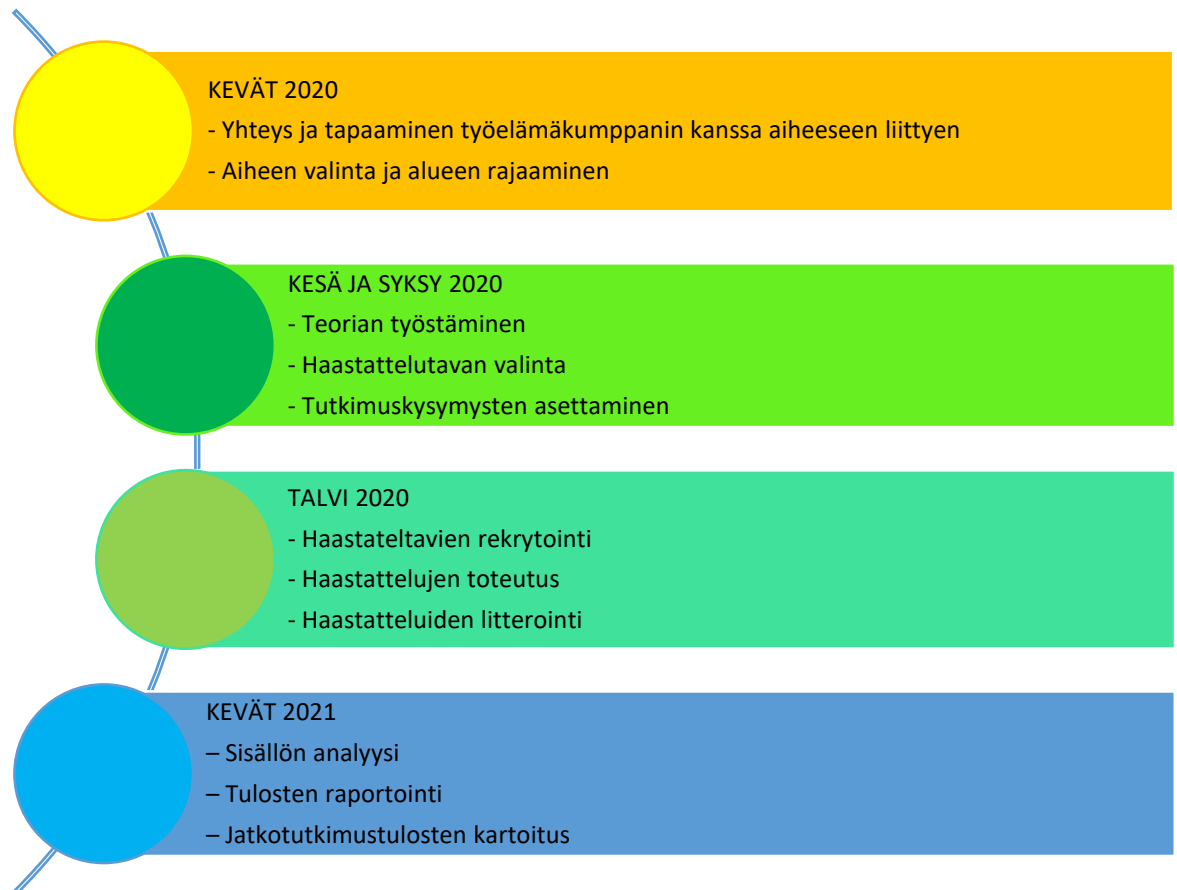 KEVÄT 2020
- Yhteys ja tapaaminen työelämäkumppanin kanssa aiheeseen liittyen
- Aiheen valinta ja alueen rajaaminen
KESÄ JA SYKSY 2020
- Teorian työstäminen
- Haastattelutavan valinta
- Tutkimuskysymysten asettaminen
TALVI 2020
- Haastateltavien rekrytointi
- Haastattelujen toteutus
- Haastatteluiden litterointi
KEVÄT 2021
– Sisällön analyysi
– Tulosten raportointi
– Jatkotutkimustulosten kartoitus